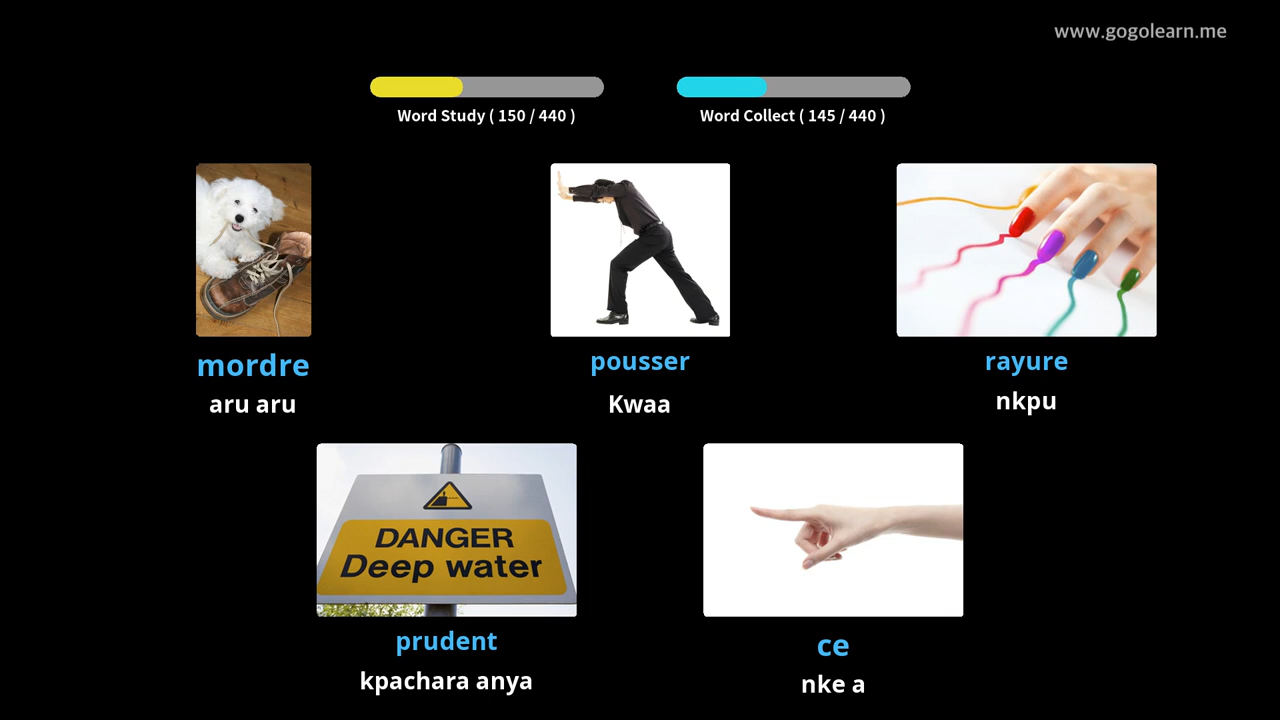 www.gogolearn.me
Word Study ( 150 / 440 )
Word Collect ( 145 / 440 )
mordre
aru aru
pousser
Kwaa
rayure
nkpu
DANGER
Deep water
prudent
kpachara anya
ce
nke a